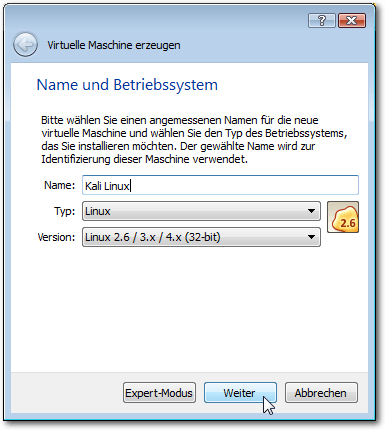 ?
Virtuelle Maschine erzeugen
Name und Betriebssystem
Bitte wählen Sie einen angemessenen Namen für die neue
virtuelle Maschine und wählen Sie den Typ des Betriebssystems,
das Sie installieren möchten. Der gewählte Name wird zur
Identifizierung dieser Maschine verwendet.
Name: Kali Linux
Typ: Linux
2.6
Version: Linux 2.6 / 3.x / 4.x (32-bit)
Expert-Modus Weiter Abbrechen